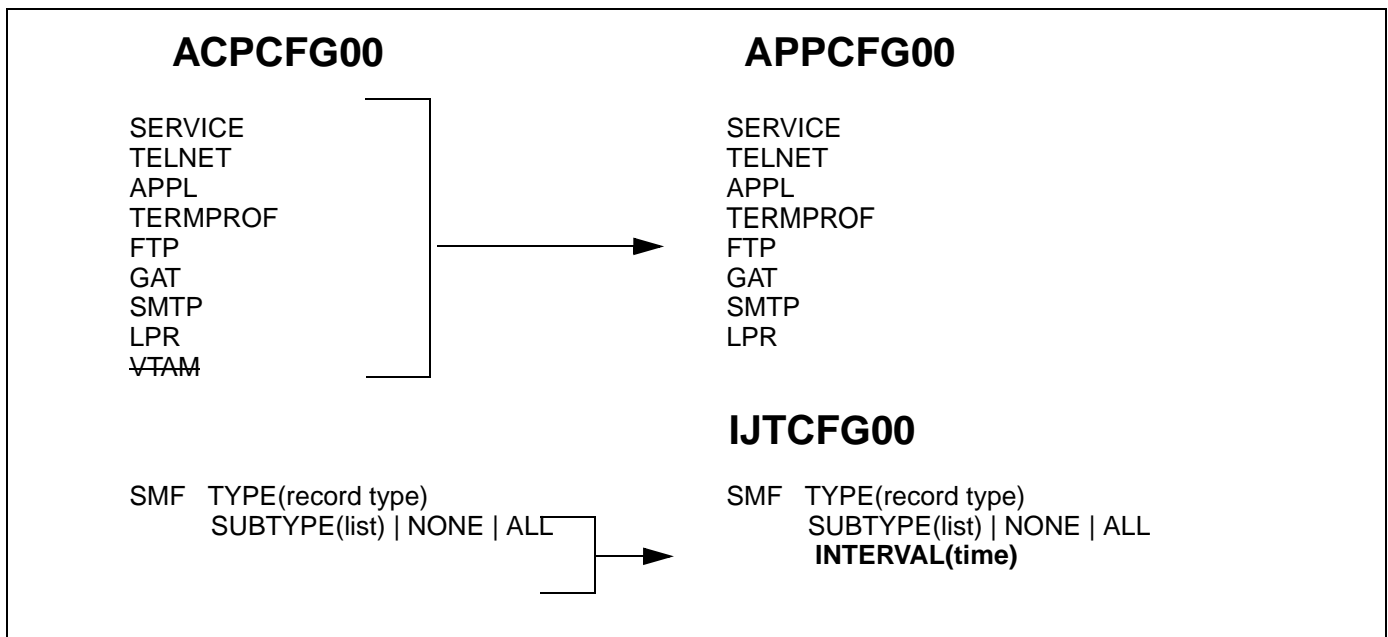 ACPCFG00
SERVICE
TELNET
APPL
TERMPROF
FTP
GAT
SMTP
LPR
VTAM
SMF TYPE(record type)
SUBTYPE(list) | NONE | ALL
APPCFG00
SERVICE
TELNET
APPL
TERMPROF
FTP
GAT
SMTP
LPR
IJTCFG00
SMF TYPE(record type)
SUBTYPE(list) | NONE | ALL
INTERVAL(time)